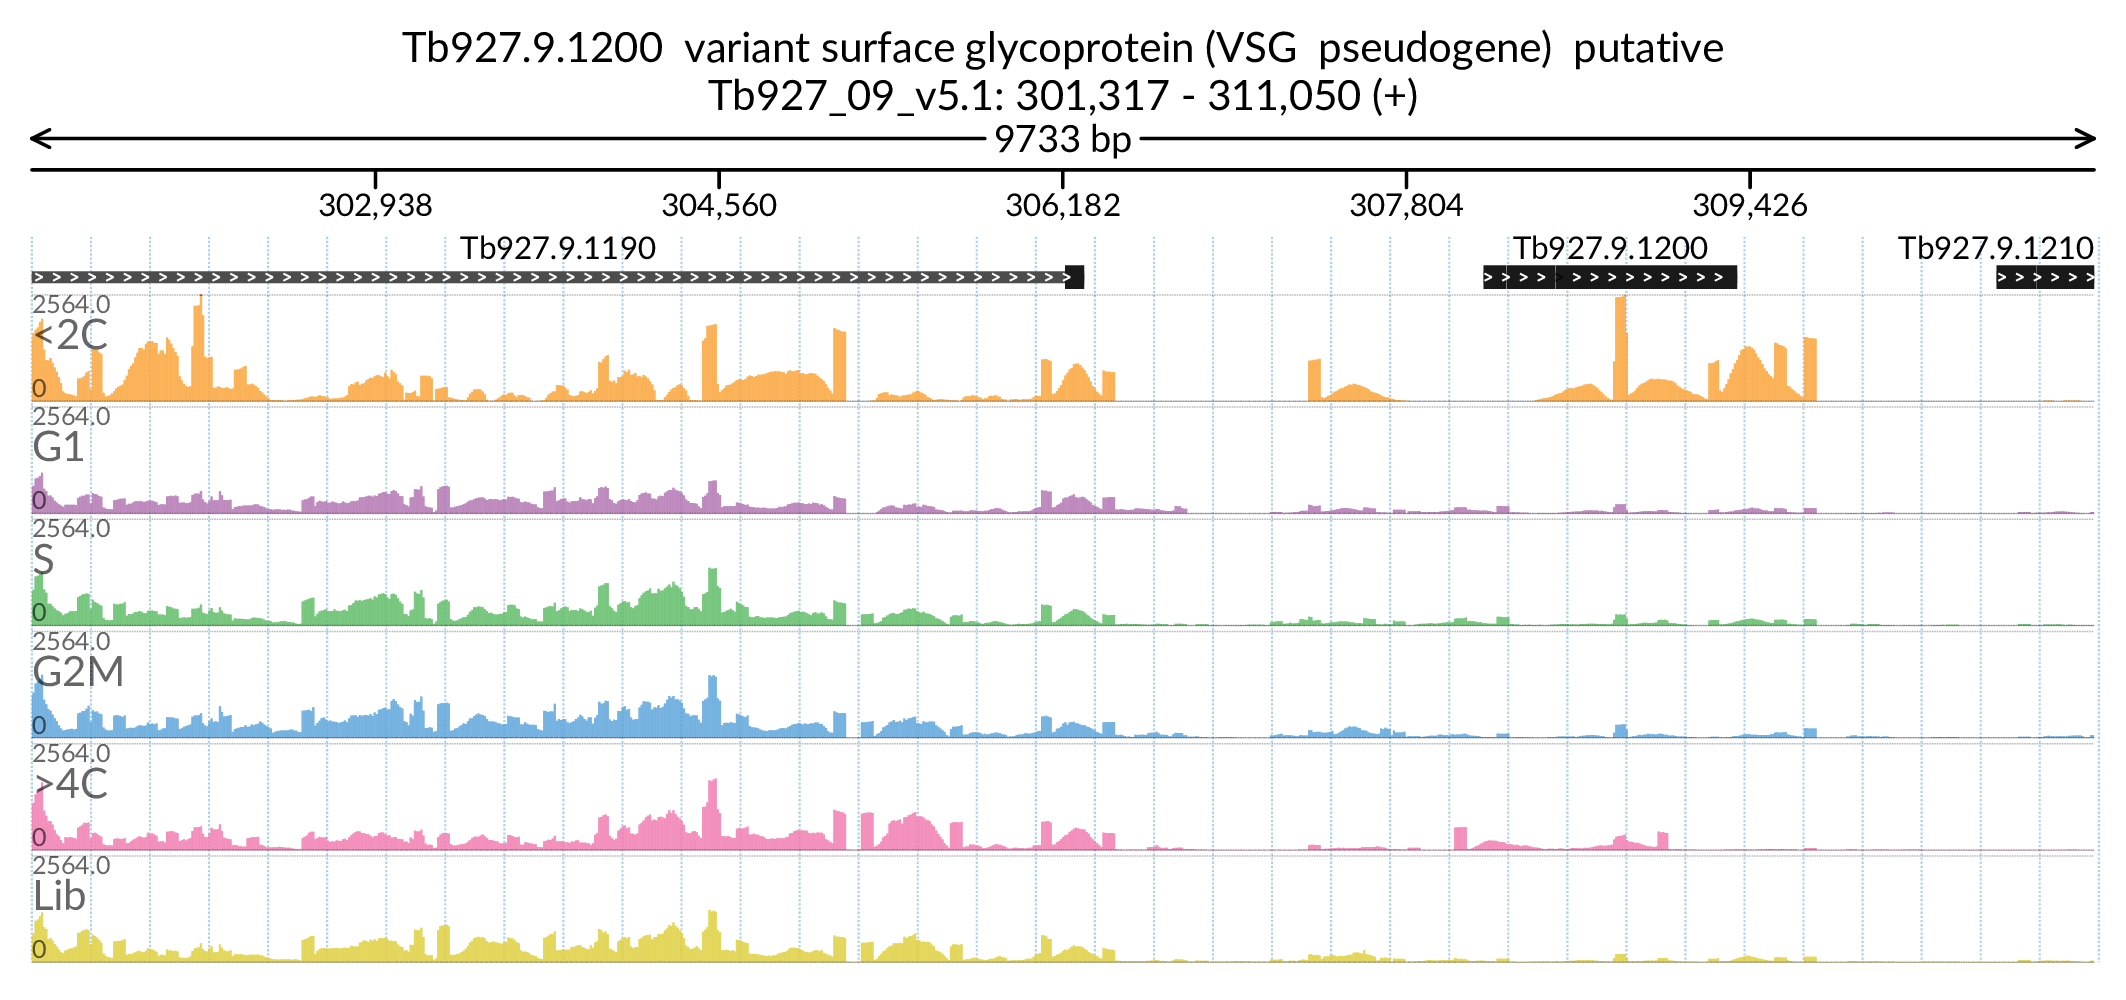 Tb927.9.1200 variant surface glycoprotein (VSG pseudogene) putative
Tb927_09_v5.1: 301,317 - 311,050 (+)
9733 bp
302,938 304,560 306,182 307,804 309,426
Tb927.9.1190 Tb927.9.1200 Tb927.9.1210
2564.0
<2C
0
2564.0
G1
0
2564.0
S
0
2564.0
G2M
0
2564.0
>4C
0
2564.0
Lib
0